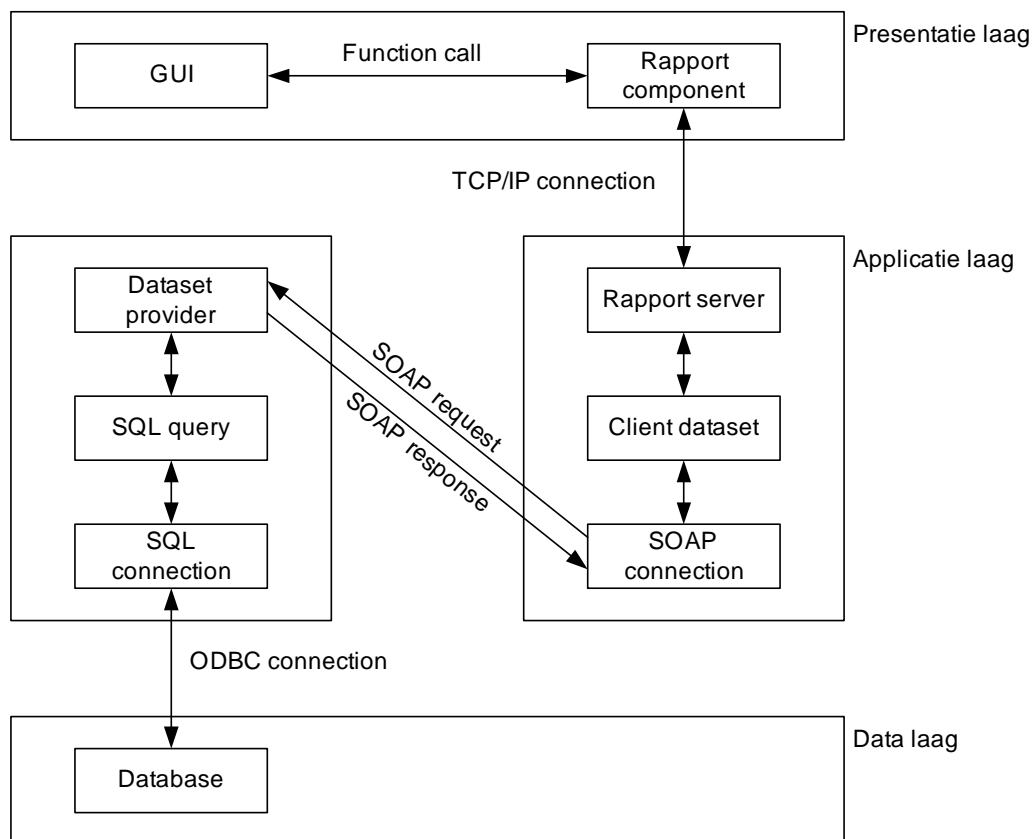 Presentatie laag
GUI
Function call
Rapport
component
TCP/IP connection
Applicatie laag
Dataset
provider
SQL query
SQL
connection
SOAP request
SOAP response
Rapport server
Client dataset
SOAP
connection
ODBC connection
Data laag
Database